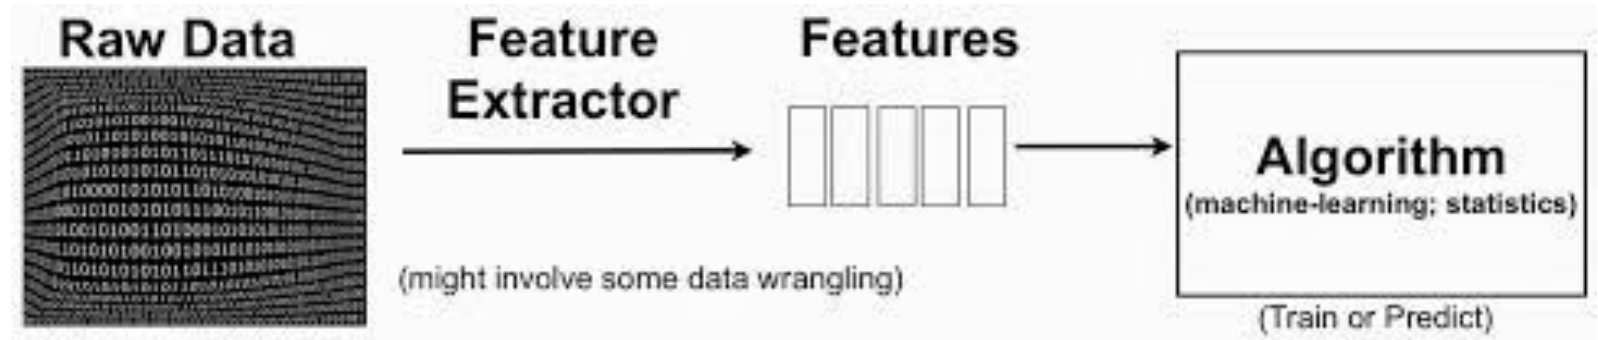 Raw Data
Feature
Extractor
Features
Algorithm
(machine-learning; statistics)
(might involve some data wrangling)
(Train or Predict)